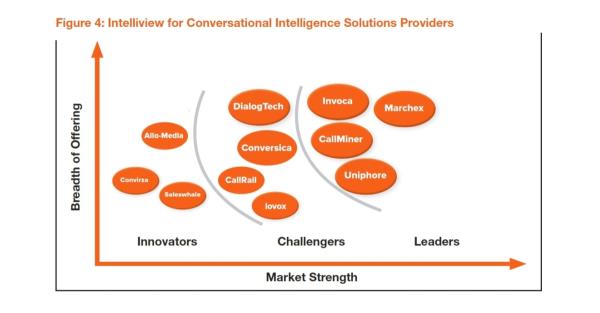 Figure 4: Intelliview for Conversational Intelligence Solutions Providers
Breadth of Offering
DialogTech
Invoca
Marchex
Allo-Media
Conversica
CallMiner
Convirza
Saleswhale
CallRail
Uniphore
iovox
Innovators
Challengers
Leaders
Market Strength